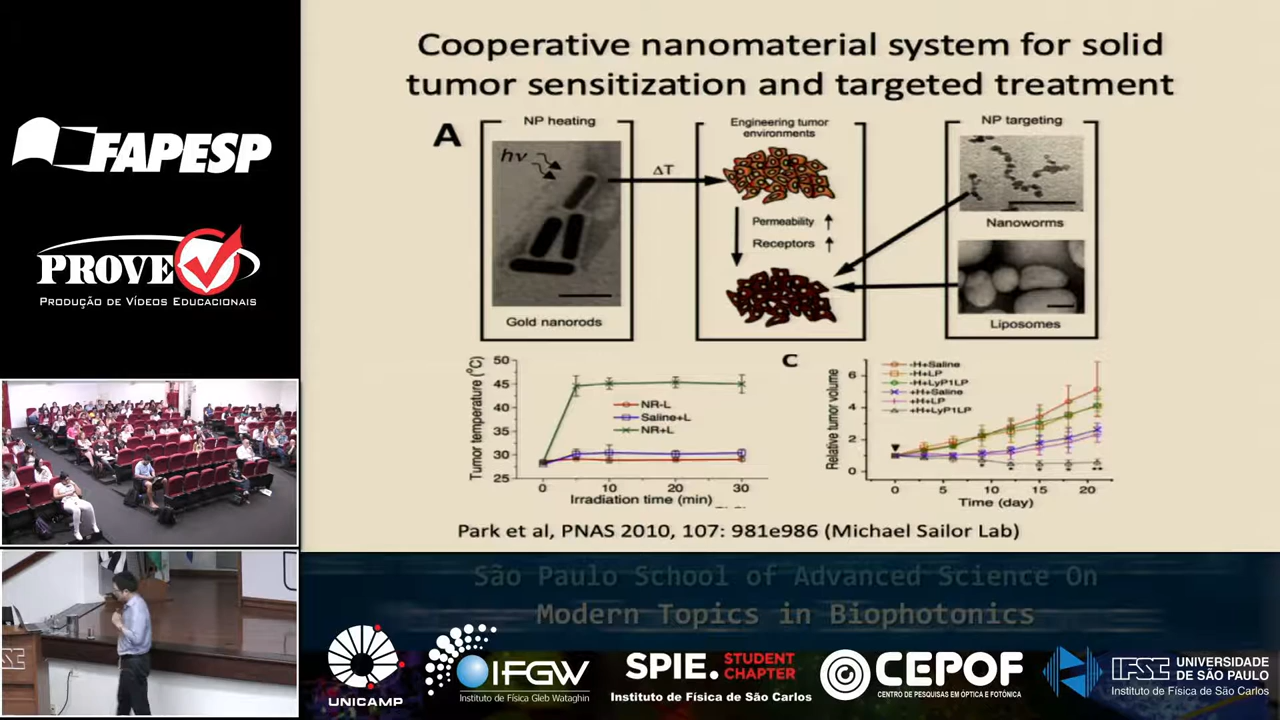 FAPESP
PROVE
PRODUÇÃO DE VÍDEOS EDUCACIONAIS
Cooperative nanomaterial system for solid
tumor sensitization and targeted treatment
A
NP heating
hν
Gold nanorods
ΔT
Engineering tumor
environments
Permeability ↑
Receptors ↑
NP targeting
Nanoworms
Liposomes
Tumor temperature (°C)
50
45
40
35
30
25
NR-L
Saline+L
NR+L
0
10
20
30
Irradiation time (min)
C
Relative tumor volume
6
4
2
0
-H+Saline
-H+LP
-H+LyP1LP
+H+Saline
+H+LP
+H+LyP1LP
0
5
10
15
20
Time (day)
Park et al, PNAS 2010, 107: 981e986 (Michael Sailor Lab)
São Paulo School of Advanced Science On
Modern Topics in Biophotonics
UNICAMP
IFGW
Instituto de Física Gleb Wataghin
SPIE. STUDENT
CHAPTER
Instituto de Física de São Carlos
CEPOF
CENTRO DE PESQUISAS EM ÓPTICA E FOTÔNICA
IFSC
UNIVERSIDADE
DE SÃO PAULO
Instituto de Física de São Carlos